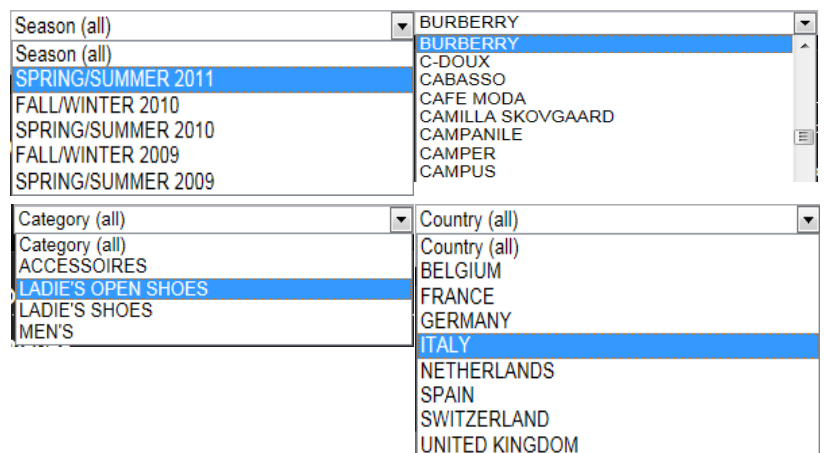 Season (all)
Season (all)
SPRING/SUMMER 2011
FALL/WINTER 2010
SPRING/SUMMER 2010
FALL/WINTER 2009
SPRING/SUMMER 2009
BURBERRY
BURBERRY
C-DOUX
CABASSO
CAFE MODA
CAMILLA SKOVGAARD
CAMPANILE
CAMPER
CAMPUS
Category (all)
Category (all)
ACCESSOIRES
LADIE'S OPEN SHOES
LADIE'S SHOES
MEN'S
Country (all)
Country (all)
BELGIUM
FRANCE
GERMANY
ITALY
NETHERLANDS
SPAIN
SWITZERLAND
UNITED KINGDOM